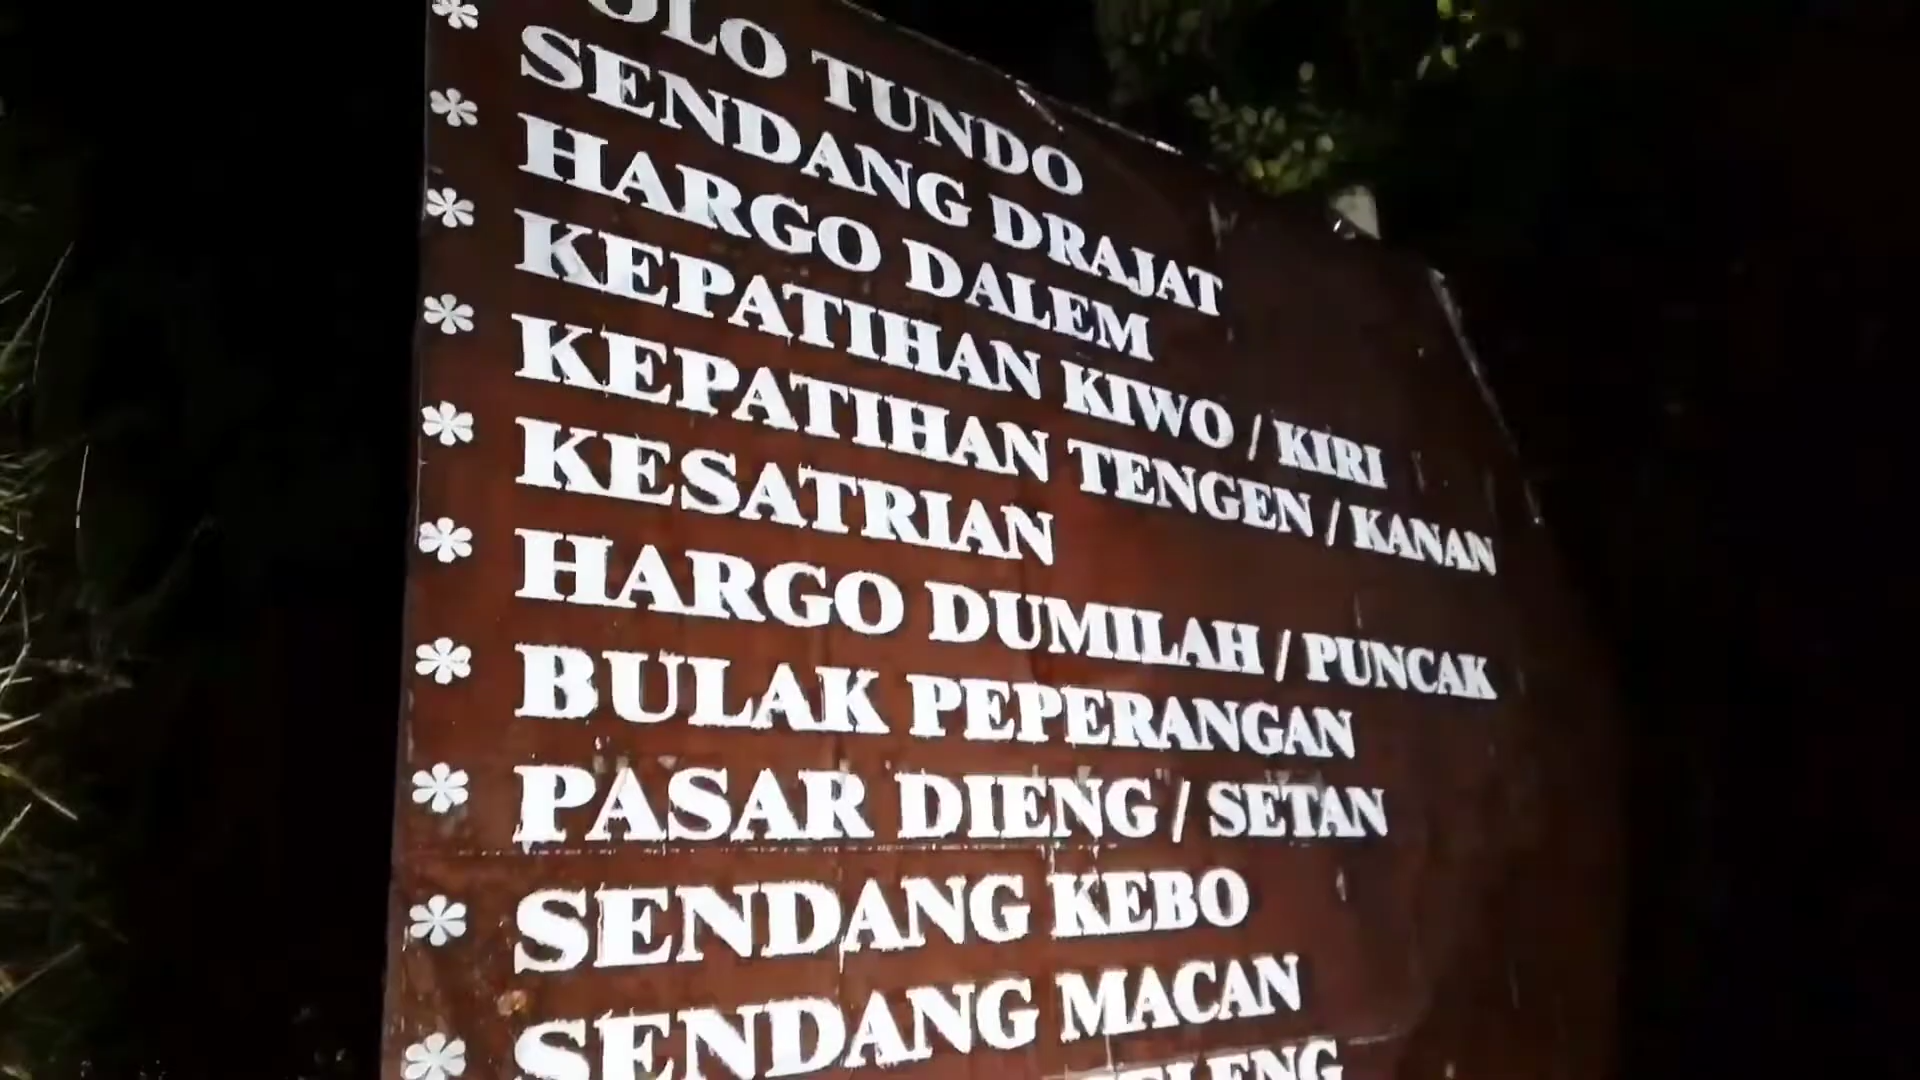 TUNDO
* SENDANG DRAJAT
* HARGO DALEM
* KEPATIHAN KIWO / KIRI
* KEPATIHAN TENGEN / KANAN
* KESATRIAN
* HARGO DUMILAH / PUNCAK
* BULAK PEPERANGAN
* PASAR DIENG / SETAN
* SENDANG KEBO
* SENDANG MACAN